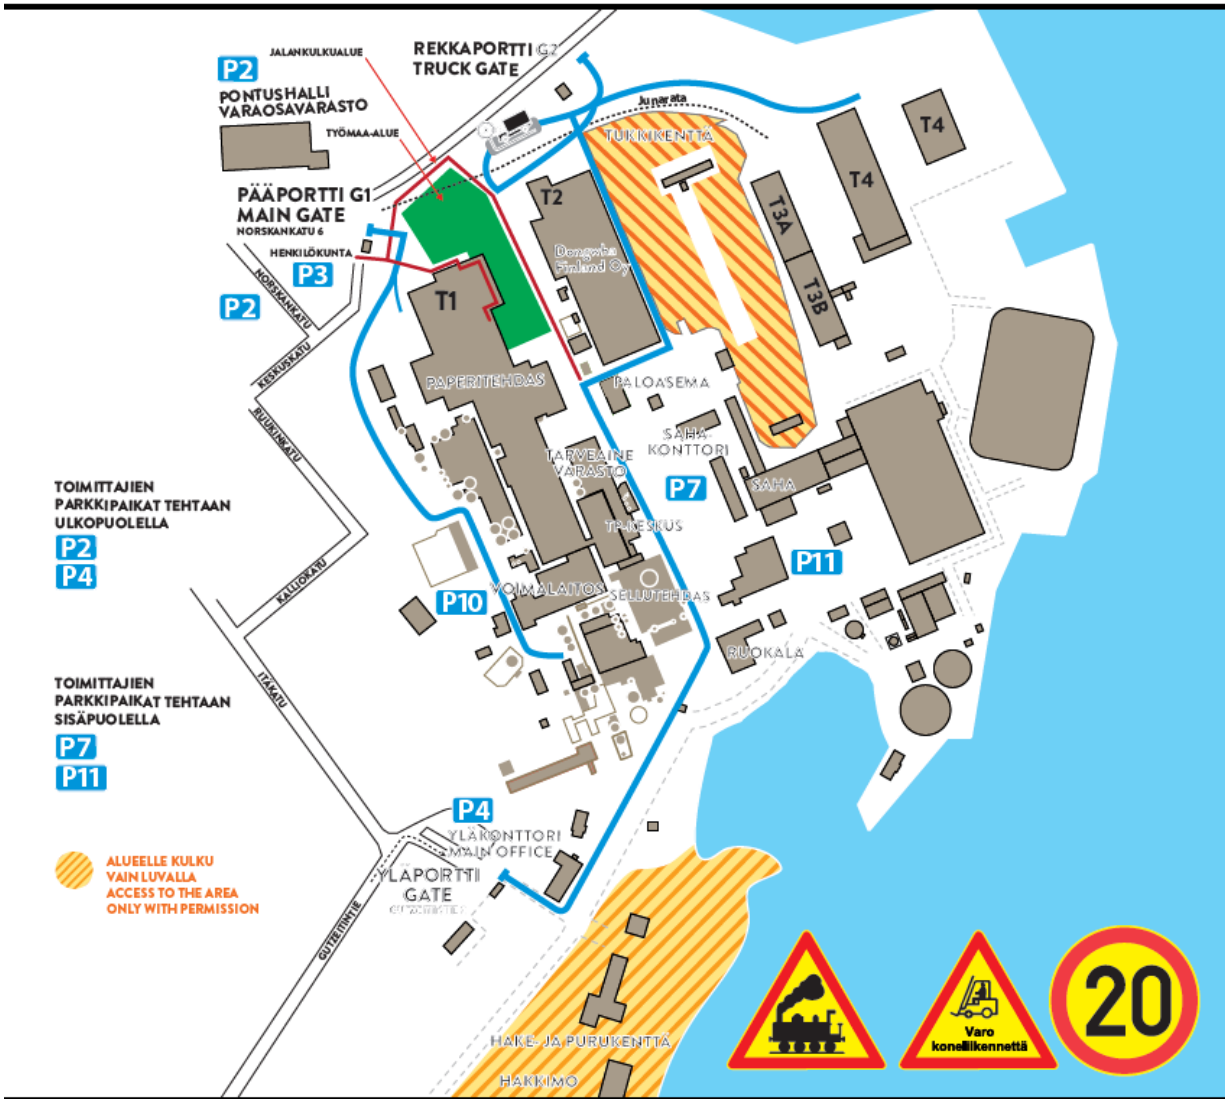 REKKAPORTTI G2
TRUCK GATE
JALANKULKUALUE
P2
PONTUSHALLI
VARAOSAVARASTO
TYÖMAA-ALUE
Junarata
TUKKIKENTTÄ
T4
T4
PÄÄPORTTI G1
MAIN GATE
NORSKANKATU 6
HENKILÖKUNTA
P3
P2
NORSKANKATU
KESKUSKATU
RUUKINKATU
KALLIOKATU
ITÄKATU
GUTZEITINTIE
T2
Dongwha
Finland Oy
T3A
T3B
T1
PAPERITEHDAS
PALOASEMA
SAHA-
KONTTORI
TARVEAINE
VARASTO
P7
SAHA
TP-KESKUS
P11
VOIMALAITOS
SELLUTEHDAS
P10
RUOKALA
TOIMITTAJIEN
PARKKIPAIKAT TEHTAAN
ULKOPUOLELLA
P2
P4
TOIMITTAJIEN
PARKKIPAIKAT TEHTAAN
SISÄPUOLELLA
P7
P11
P4
YLÄKONTTORI
MAIN OFFICE
YLÄPORTTI
GATE
ALUEELLE KULKU
VAIN LUVALLA
ACCESS TO THE AREA
ONLY WITH PERMISSION
HAKE- JA PURUKENTTÄ
HAKKIMO
Varo
koneliikennettä
20